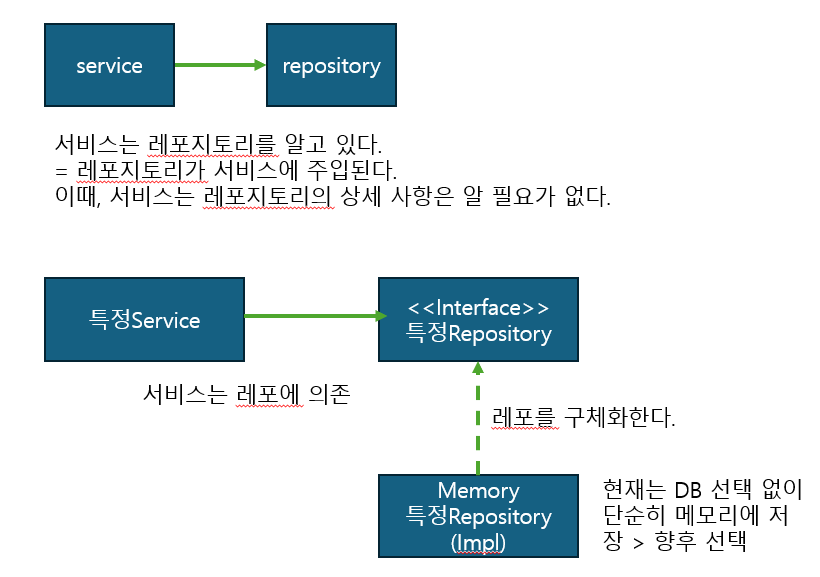 service
repository
서비스는 레포지토리를 알고 있다.
= 레포지토리가 서비스에 주입된다.
이때, 서비스는 레포지토리의 상세 사항은 알 필요가 없다.
특정Service
<<Interface>>
특정Repository
서비스는 레포에 의존
레포를 구체화한다.
Memory
특정Repository
(Impl)
현재는 DB 선택 없이
단순히 메모리에 저
장 > 향후 선택